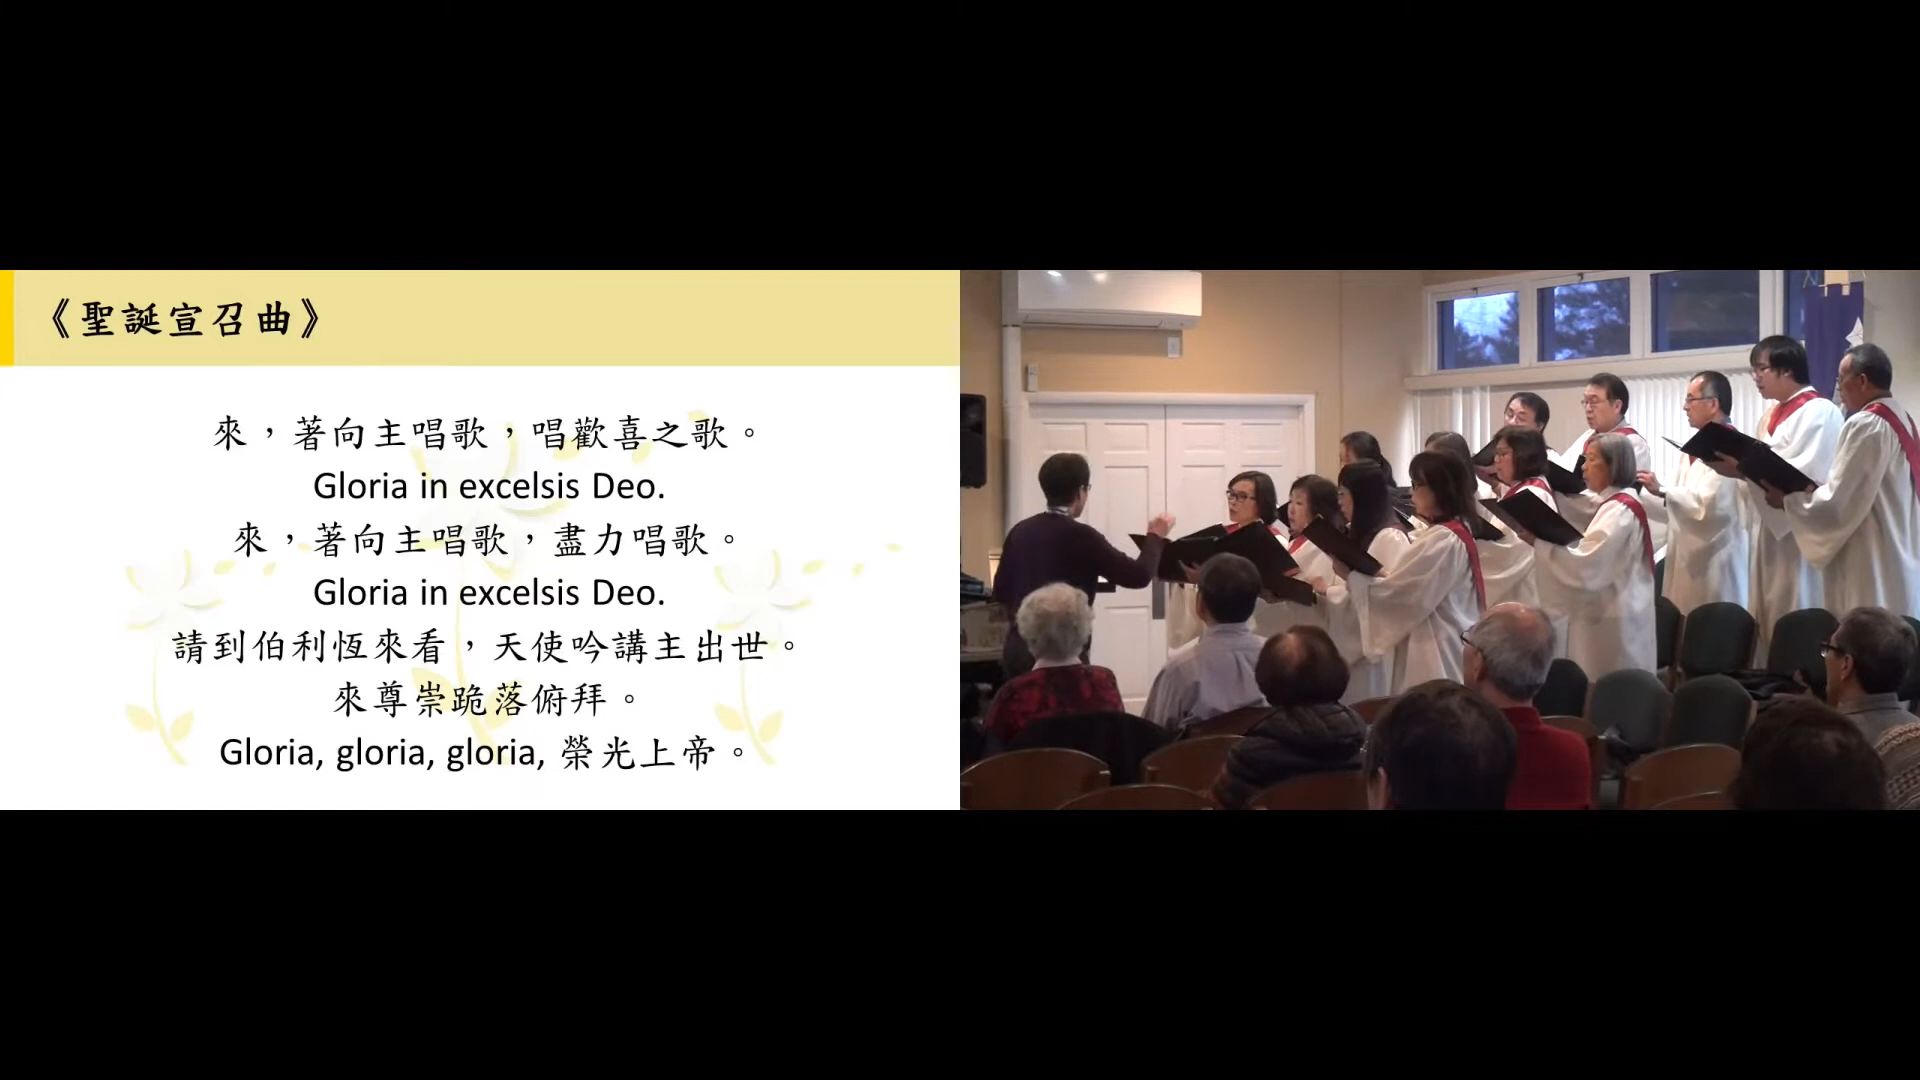 《聖誕宣召曲》
來，著向主唱歌，唱歡喜之歌。
Gloria in excelsis Deo.
來，著向主唱歌，盡力唱歌。
Gloria in excelsis Deo.
請到伯利恆來看，天使吟講主出世。
來尊崇跪落俯拜。
Gloria, gloria, gloria, 榮光上帝。